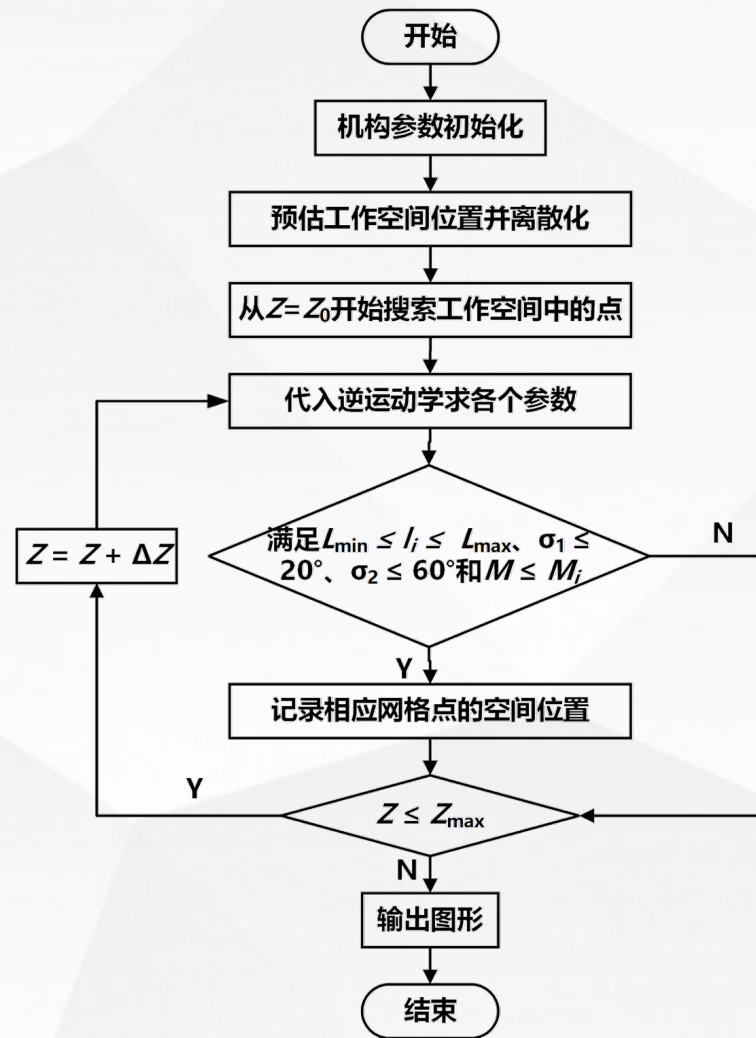 开始
机构参数初始化
预估工作空间位置并离散化
从Z=Z₀开始搜索工作空间中的点
代入逆运动学求各个参数
Z = Z + ΔZ
满足Lmin ≤ li ≤ Lmax、σ₁ ≤
20°、σ₂ ≤ 60°和M ≤ Mi
N
Y
记录相应网格点的空间位置
Y
Z ≤ Zmax
N
输出图形
结束